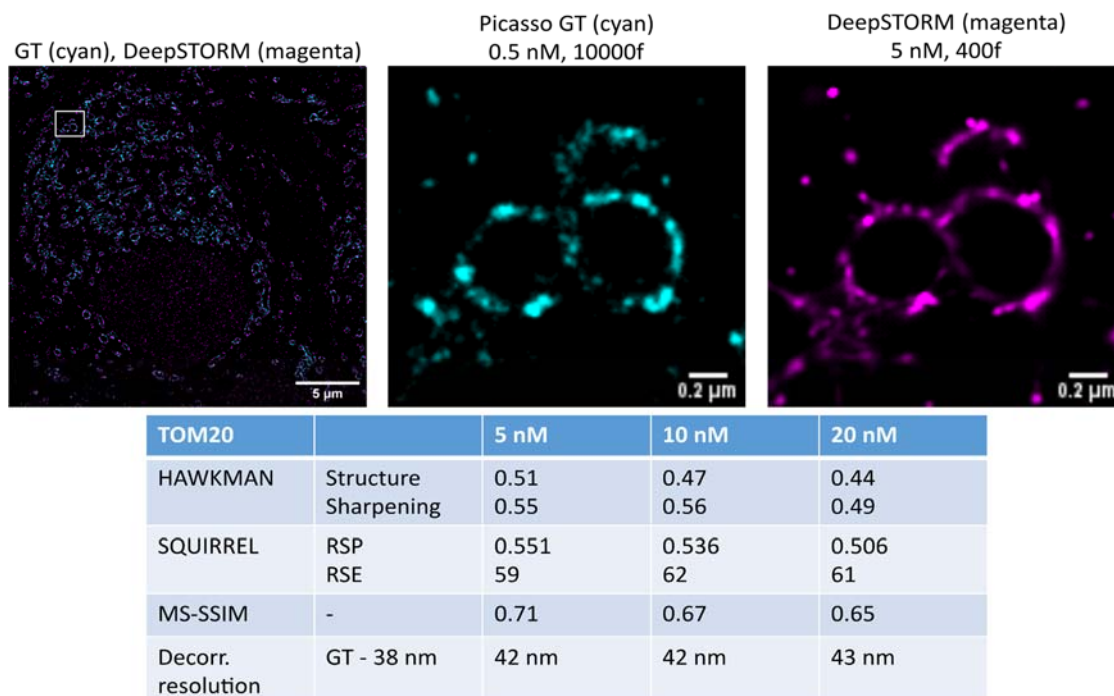 GT (cyan), DeepSTORM (magenta)
Picasso GT (cyan)
0.5 nM, 10000f
DeepSTORM (magenta)
5 nM, 400f
5 µm
0.2 µm
0.2 µm
TOM20 5 nM 10 nM 20 nM
HAWKMAN Structure 0.51 0.47 0.44
Sharpening 0.55 0.56 0.49
SQUIRREL RSP 0.551 0.536 0.506
RSE 59 62 61
MS-SSIM - 0.71 0.67 0.65
Decorr. GT - 38 nm 42 nm 42 nm 43 nm
resolution